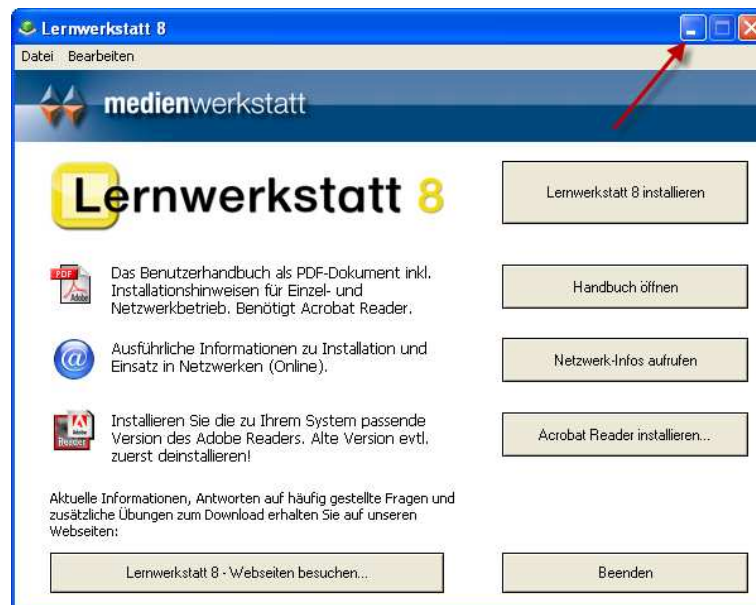 Lernwerkstatt 8
Datei Bearbeiten
medienwerkstatt
Lernwerkstatt 8
Lernwerkstatt 8 installieren
PDF
Adobe
Das Benutzerhandbuch als PDF-Dokument inkl.
Installationshinweisen für Einzel- und
Netzwerkbetrieb. Benötigt Acrobat Reader.
Handbuch öffnen
@
Ausführliche Informationen zu Installation und
Einsatz in Netzwerken (Online).
Netzwerk-Infos aufrufen
Adobe
Reader
Installieren Sie die zu Ihrem System passende
Version des Adobe Readers. Alte Version evtl.
zuerst deinstallieren!
Acrobat Reader installieren...
Aktuelle Informationen, Antworten auf häufig gestellte Fragen und
zusätzliche Übungen zum Download erhalten Sie auf unseren
Webseiten:
Lernwerkstatt 8 - Webseiten besuchen...
Beenden